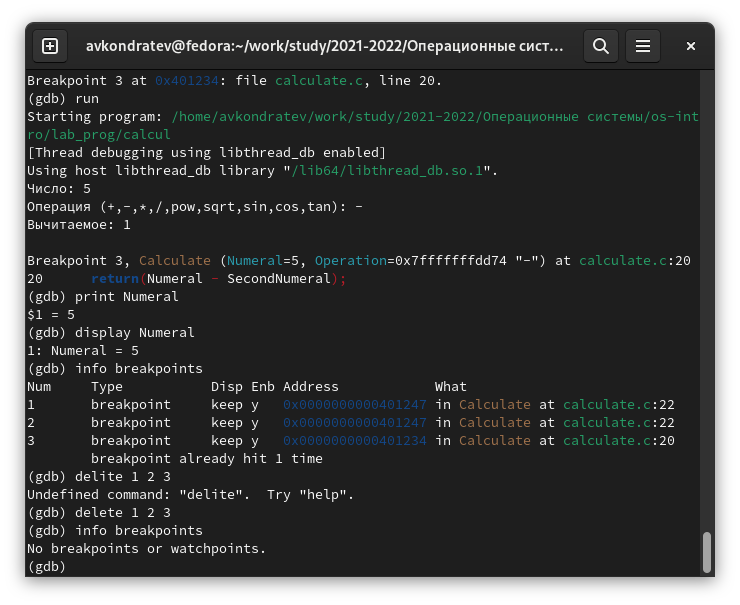 avkondratev@fedora:~/work/study/2021-2022/Операционные сист...
Breakpoint 3 at 0x401234: file calculate.c, line 20.
(gdb) run
Starting program: /home/avkondratev/work/study/2021-2022/Операционные системы/os-int
ro/lab_prog/calcul
[Thread debugging using libthread_db enabled]
Using host libthread_db library "/lib64/libthread_db.so.1".
Число: 5
Операция (+,-,*,/,pow,sqrt,sin,cos,tan): -
Вычитаемое: 1
Breakpoint 3, Calculate (Numeral=5, Operation=0x7fffffffdd74 "-") at calculate.c:20
20      return(Numeral - SecondNumeral);
(gdb) print Numeral
$1 = 5
(gdb) display Numeral
1: Numeral = 5
(gdb) info breakpoints
Num     Type           Disp Enb Address            What
1       breakpoint     keep y   0x0000000000401247 in Calculate at calculate.c:22
2       breakpoint     keep y   0x0000000000401247 in Calculate at calculate.c:22
3       breakpoint     keep y   0x0000000000401234 in Calculate at calculate.c:20
        breakpoint already hit 1 time
(gdb) delite 1 2 3
Undefined command: "delite".  Try "help".
(gdb) delete 1 2 3
(gdb) info breakpoints
No breakpoints or watchpoints.
(gdb)